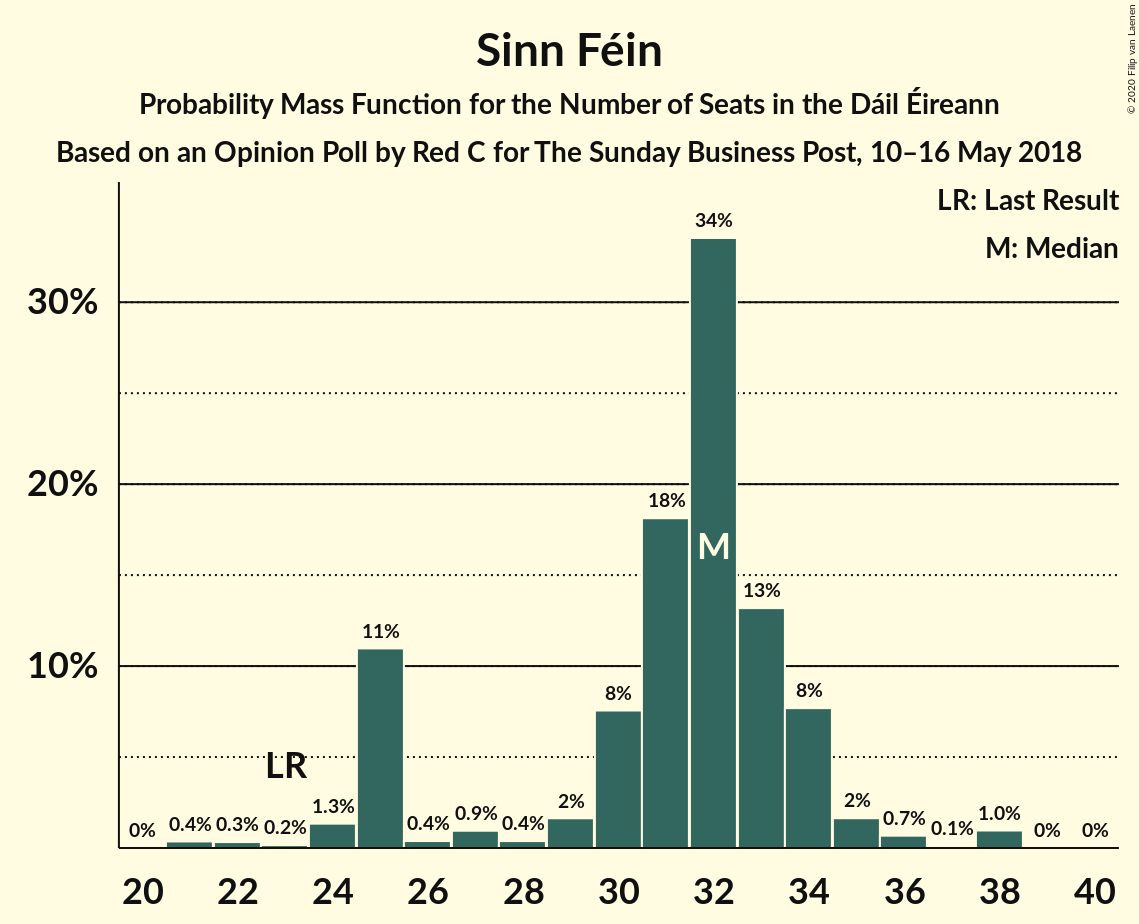 Sinn Féin
Probability Mass Function for the Number of Seats in the Dáil Éireann
Based on an Opinion Poll by Red C for The Sunday Business Post, 10–16 May 2018
© 2020 Filip van Laenen
LR: Last Result
M: Median
34%
30%
20%
18%
M
13%
11%
10%
8%
8%
LR
2%
2%
1.3%
1.0%
0.9%
0.7%
0%
0.4%
0.3%
0.2%
0.4%
0.4%
0.1%
0%
0%
20 22 24 26 28 30 32 34 36 38 40